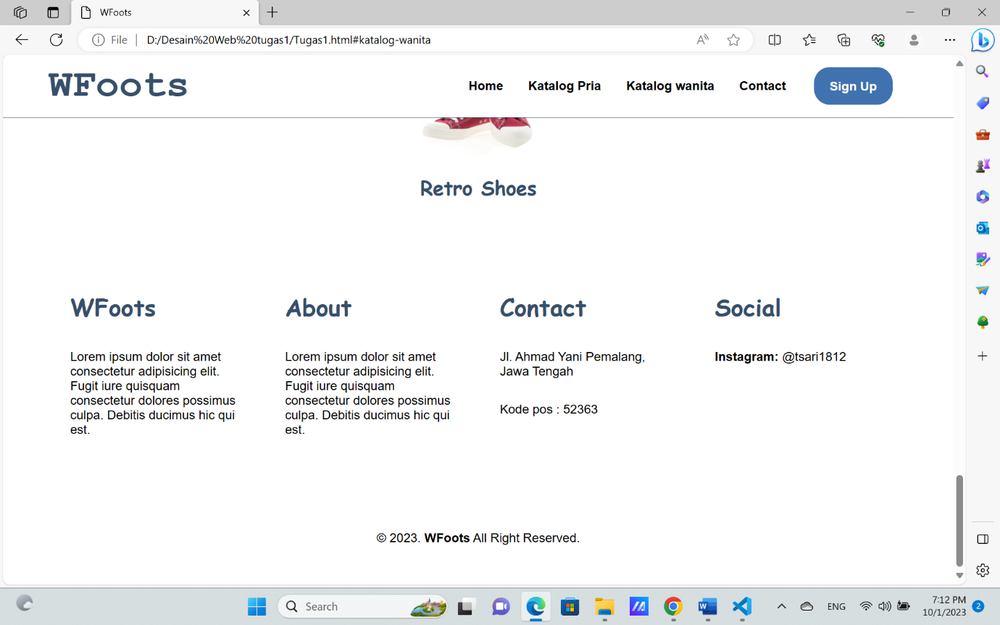 WFoots
File
D:/Desain%20Web%20tugas1/Tugas1.html#katalog-wanita
WFoots
Home
Katalog Pria
Katalog wanita
Contact
Sign Up
Retro Shoes
WFoots
Lorem ipsum dolor sit amet
consectetur adipisicing elit.
Fugit iure quisquam
consectetur dolores possimus
culpa. Debitis ducimus hic qui
est.
About
Lorem ipsum dolor sit amet
consectetur adipisicing elit.
Fugit iure quisquam
consectetur dolores possimus
culpa. Debitis ducimus hic qui
est.
Contact
Jl. Ahmad Yani Pemalang,
Jawa Tengah
Kode pos : 52363
Social
Instagram: @tsari1812
© 2023. WFoots All Right Reserved.
Search
ENG
7:12 PM
10/1/2023
2